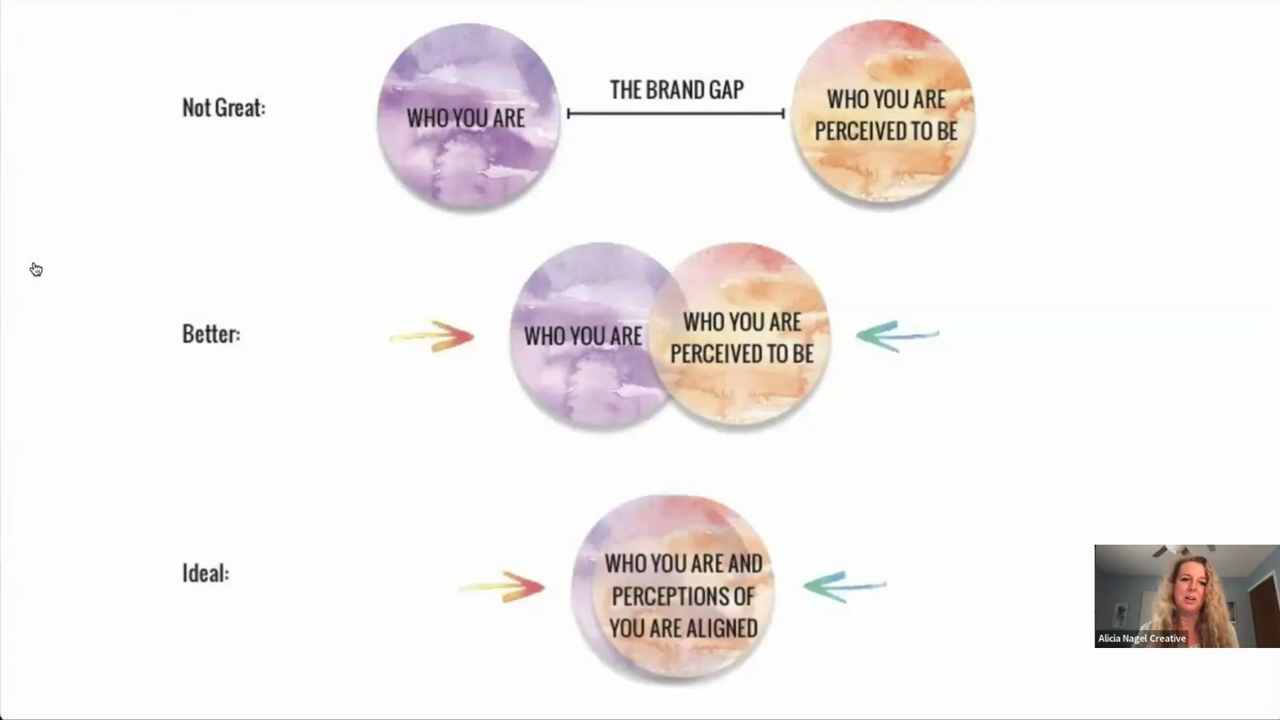 Not Great:
WHO YOU ARE
THE BRAND GAP
WHO YOU ARE
PERCEIVED TO BE
Better:
WHO YOU ARE
WHO YOU ARE
PERCEIVED TO BE
Ideal:
WHO YOU ARE AND
PERCEPTIONS OF
YOU ARE ALIGNED
Alicia Nagel Creative